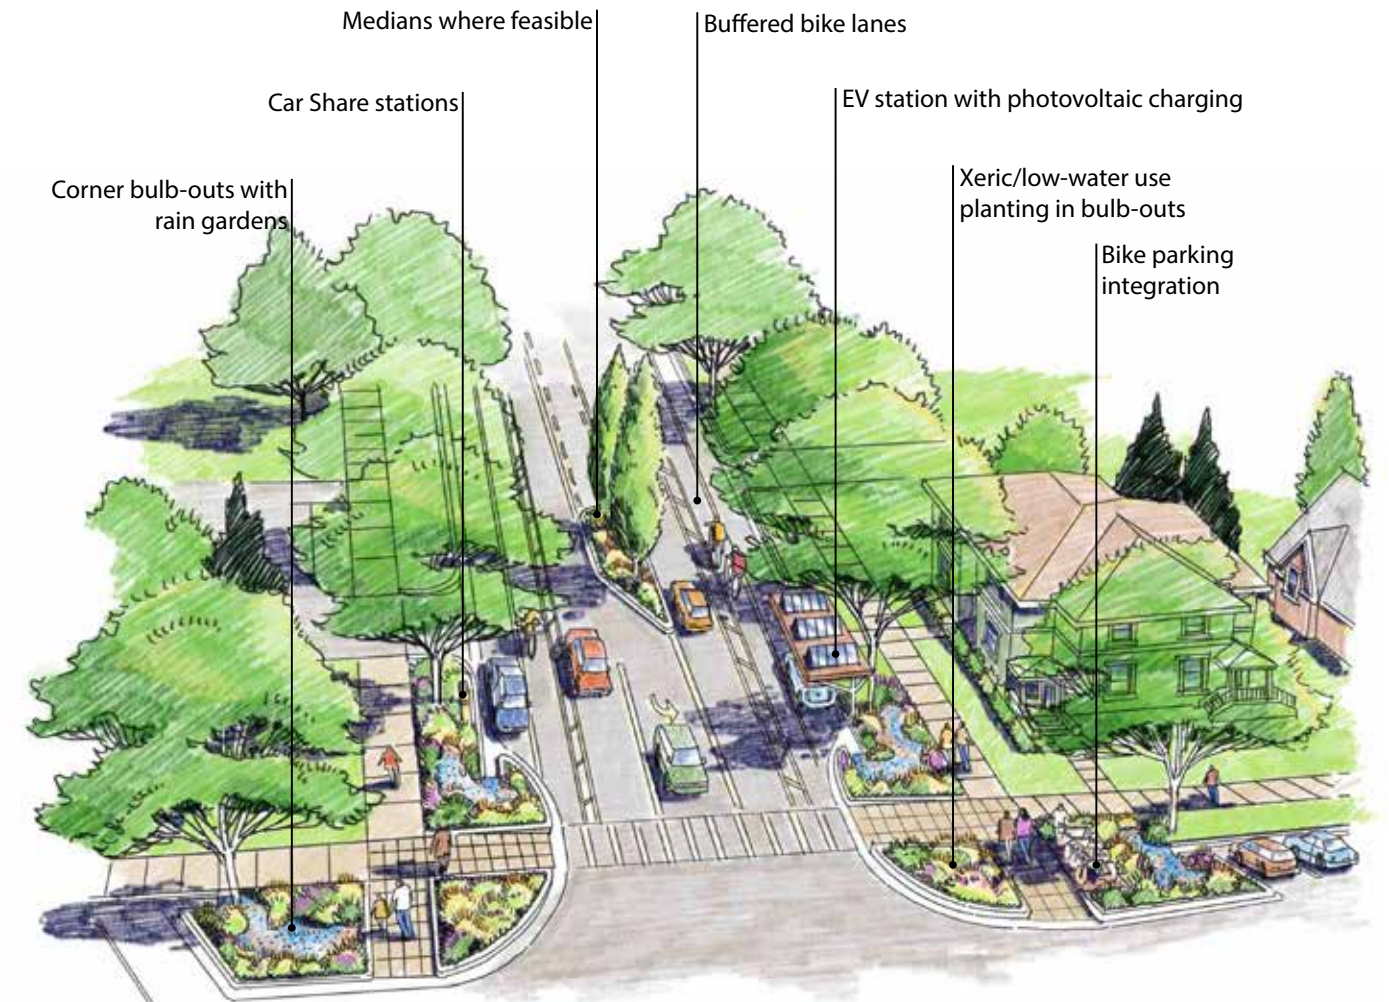 Medians where feasible
Buffered bike lanes
Car Share stations
EV station with photovoltaic charging
Corner bulb-outs with
rain gardens
Xeric/low-water use
planting in bulb-outs
Bike parking
integration